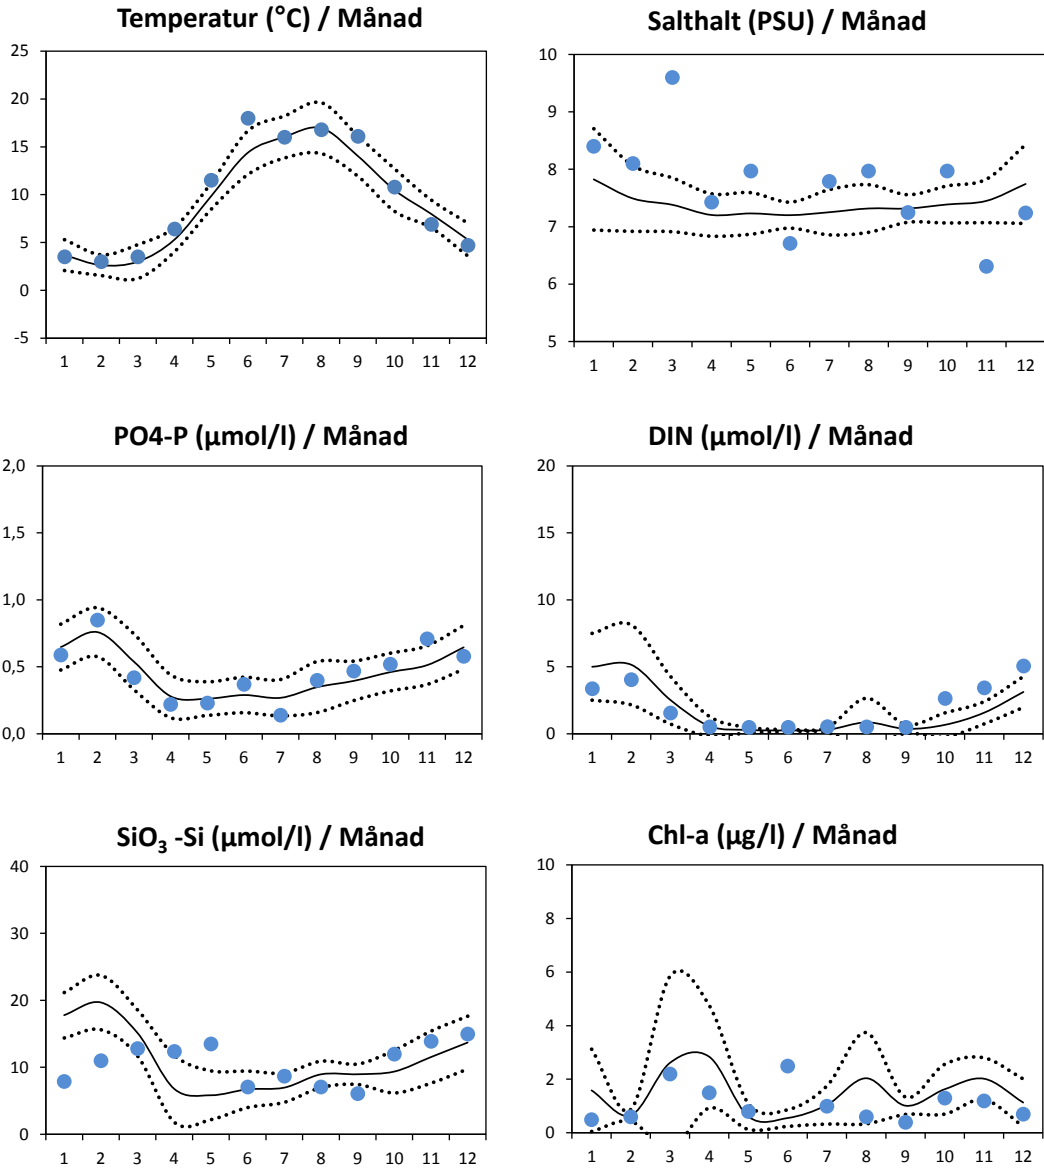 Temperatur (°C) / Månad
25
20
15
10
5
0
-5
1 2 3 4 5 6 7 8 9 10 11 12
Salthalt (PSU) / Månad
10
9
8
7
6
5
1 2 3 4 5 6 7 8 9 10 11 12
PO4-P (µmol/l) / Månad
2,0
1,5
1,0
0,5
0,0
1 2 3 4 5 6 7 8 9 10 11 12
DIN (µmol/l) / Månad
20
15
10
5
0
1 2 3 4 5 6 7 8 9 10 11 12
SiO₃ -Si (µmol/l) / Månad
40
30
20
10
0
1 2 3 4 5 6 7 8 9 10 11 12
Chl-a (µg/l) / Månad
10
8
6
4
2
0
1 2 3 4 5 6 7 8 9 10 11 12